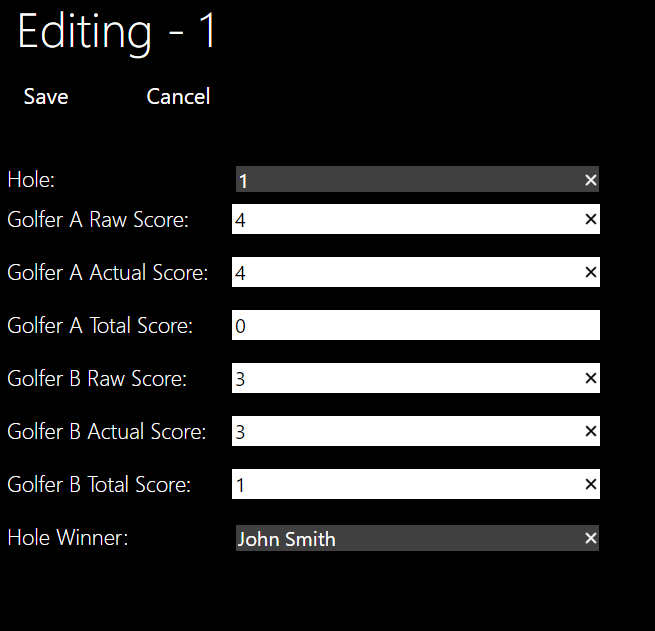 Editing - 1
Save Cancel
Hole: 1 ×
Golfer A Raw Score: 4 ×
Golfer A Actual Score: 4 ×
Golfer A Total Score: 0
Golfer B Raw Score: 3 ×
Golfer B Actual Score: 3 ×
Golfer B Total Score: 1 ×
Hole Winner: John Smith ×